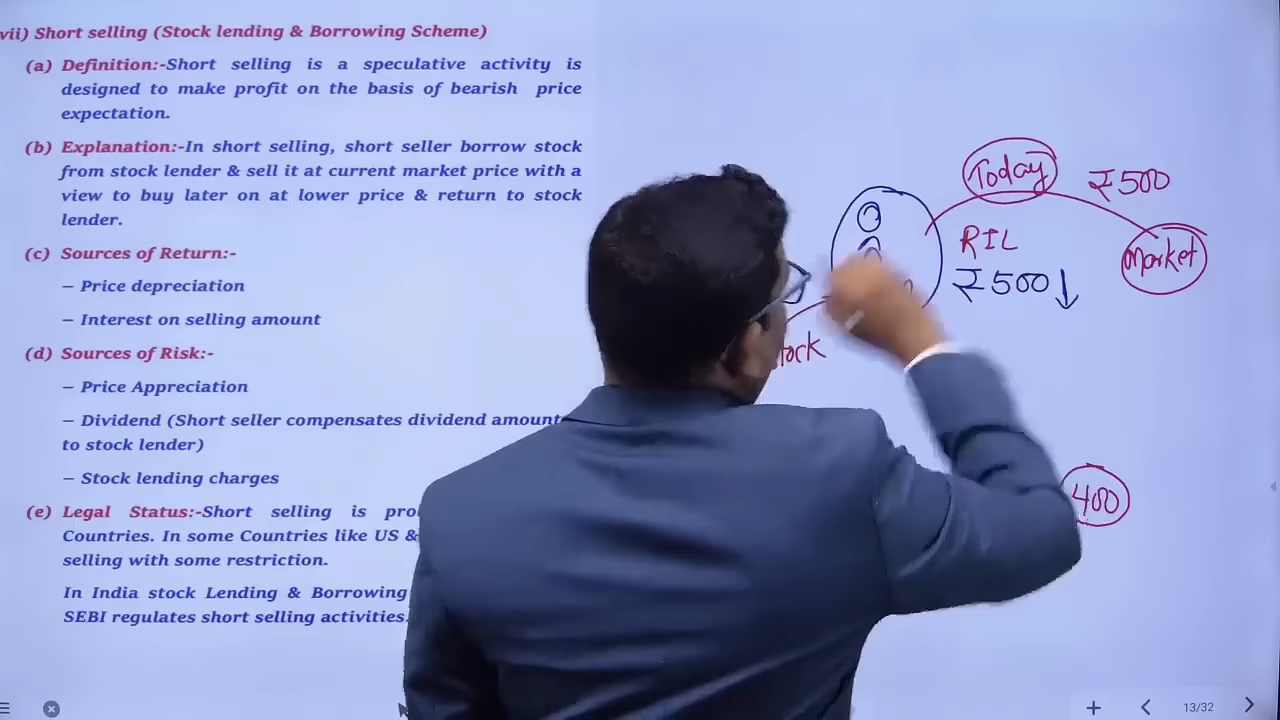 vii) Short selling (Stock lending & Borrowing Scheme)
(a) Definition:-Short selling is a speculative activity is
designed to make profit on the basis of bearish price
expectation.
(b) Explanation:-In short selling, short seller borrow stock
from stock lender & sell it at current market price with a
view to buy later on at lower price & return to stock
lender.
(c) Sources of Return:-
– Price depreciation
– Interest on selling amount
(d) Sources of Risk:-
– Price Appreciation
– Dividend (Short seller compensates dividend amount
to stock lender)
– Stock lending charges
(e) Legal Status:-Short selling is pro
Countries. In some Countries like US &
selling with some restriction.
In India stock Lending & Borrowing
SEBI regulates short selling activities.
Today
₹500
RIL
Market
₹500↓
tock
400
13/32